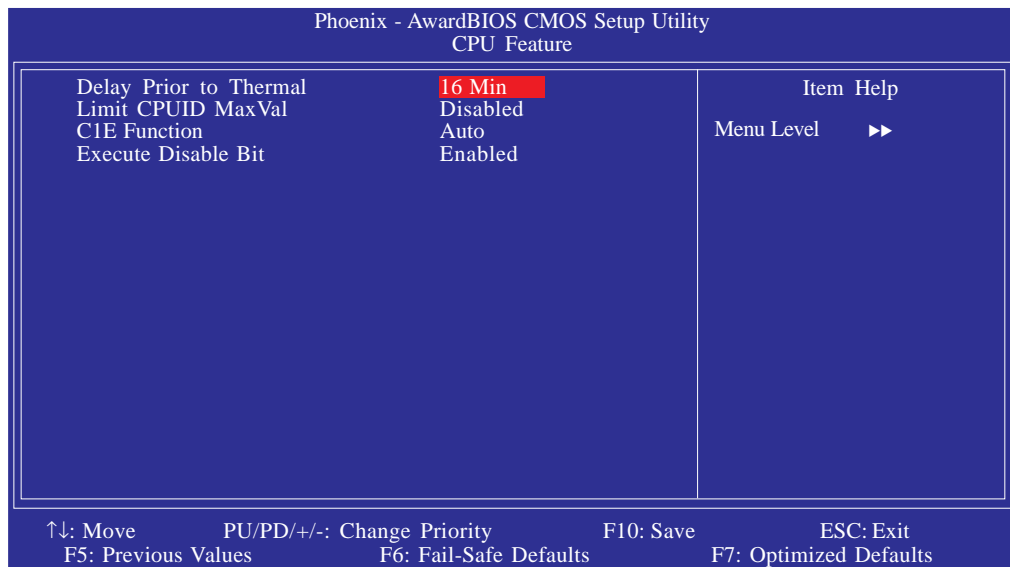 Phoenix - AwardBIOS CMOS Setup Utility
CPU Feature
Delay Prior to Thermal 16 Min
Limit CPUID MaxVal Disabled
C1E Function Auto
Execute Disable Bit Enabled
Item Help
Menu Level ▶▶
↑↓: Move PU/PD/+/-: Change Priority F10: Save ESC: Exit
F5: Previous Values F6: Fail-Safe Defaults F7: Optimized Defaults